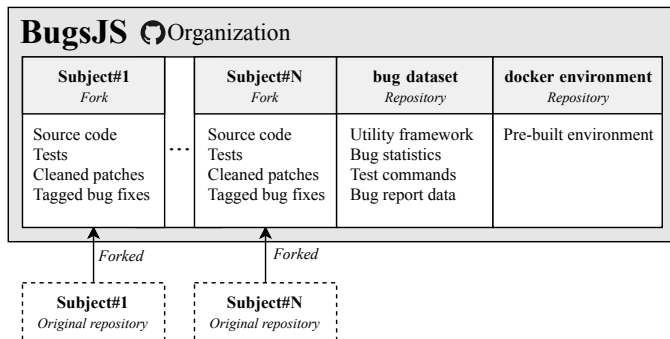 BugsJS Organization
Subject#1
Fork
Source code
Tests
Cleaned patches
Tagged bug fixes
...
Subject#N
Fork
Source code
Tests
Cleaned patches
Tagged bug fixes
bug dataset
Repository
Utility framework
Bug statistics
Test commands
Bug report data
docker environment
Repository
Pre-built environment
Forked
Forked
Subject#1
Original repository
Subject#N
Original repository